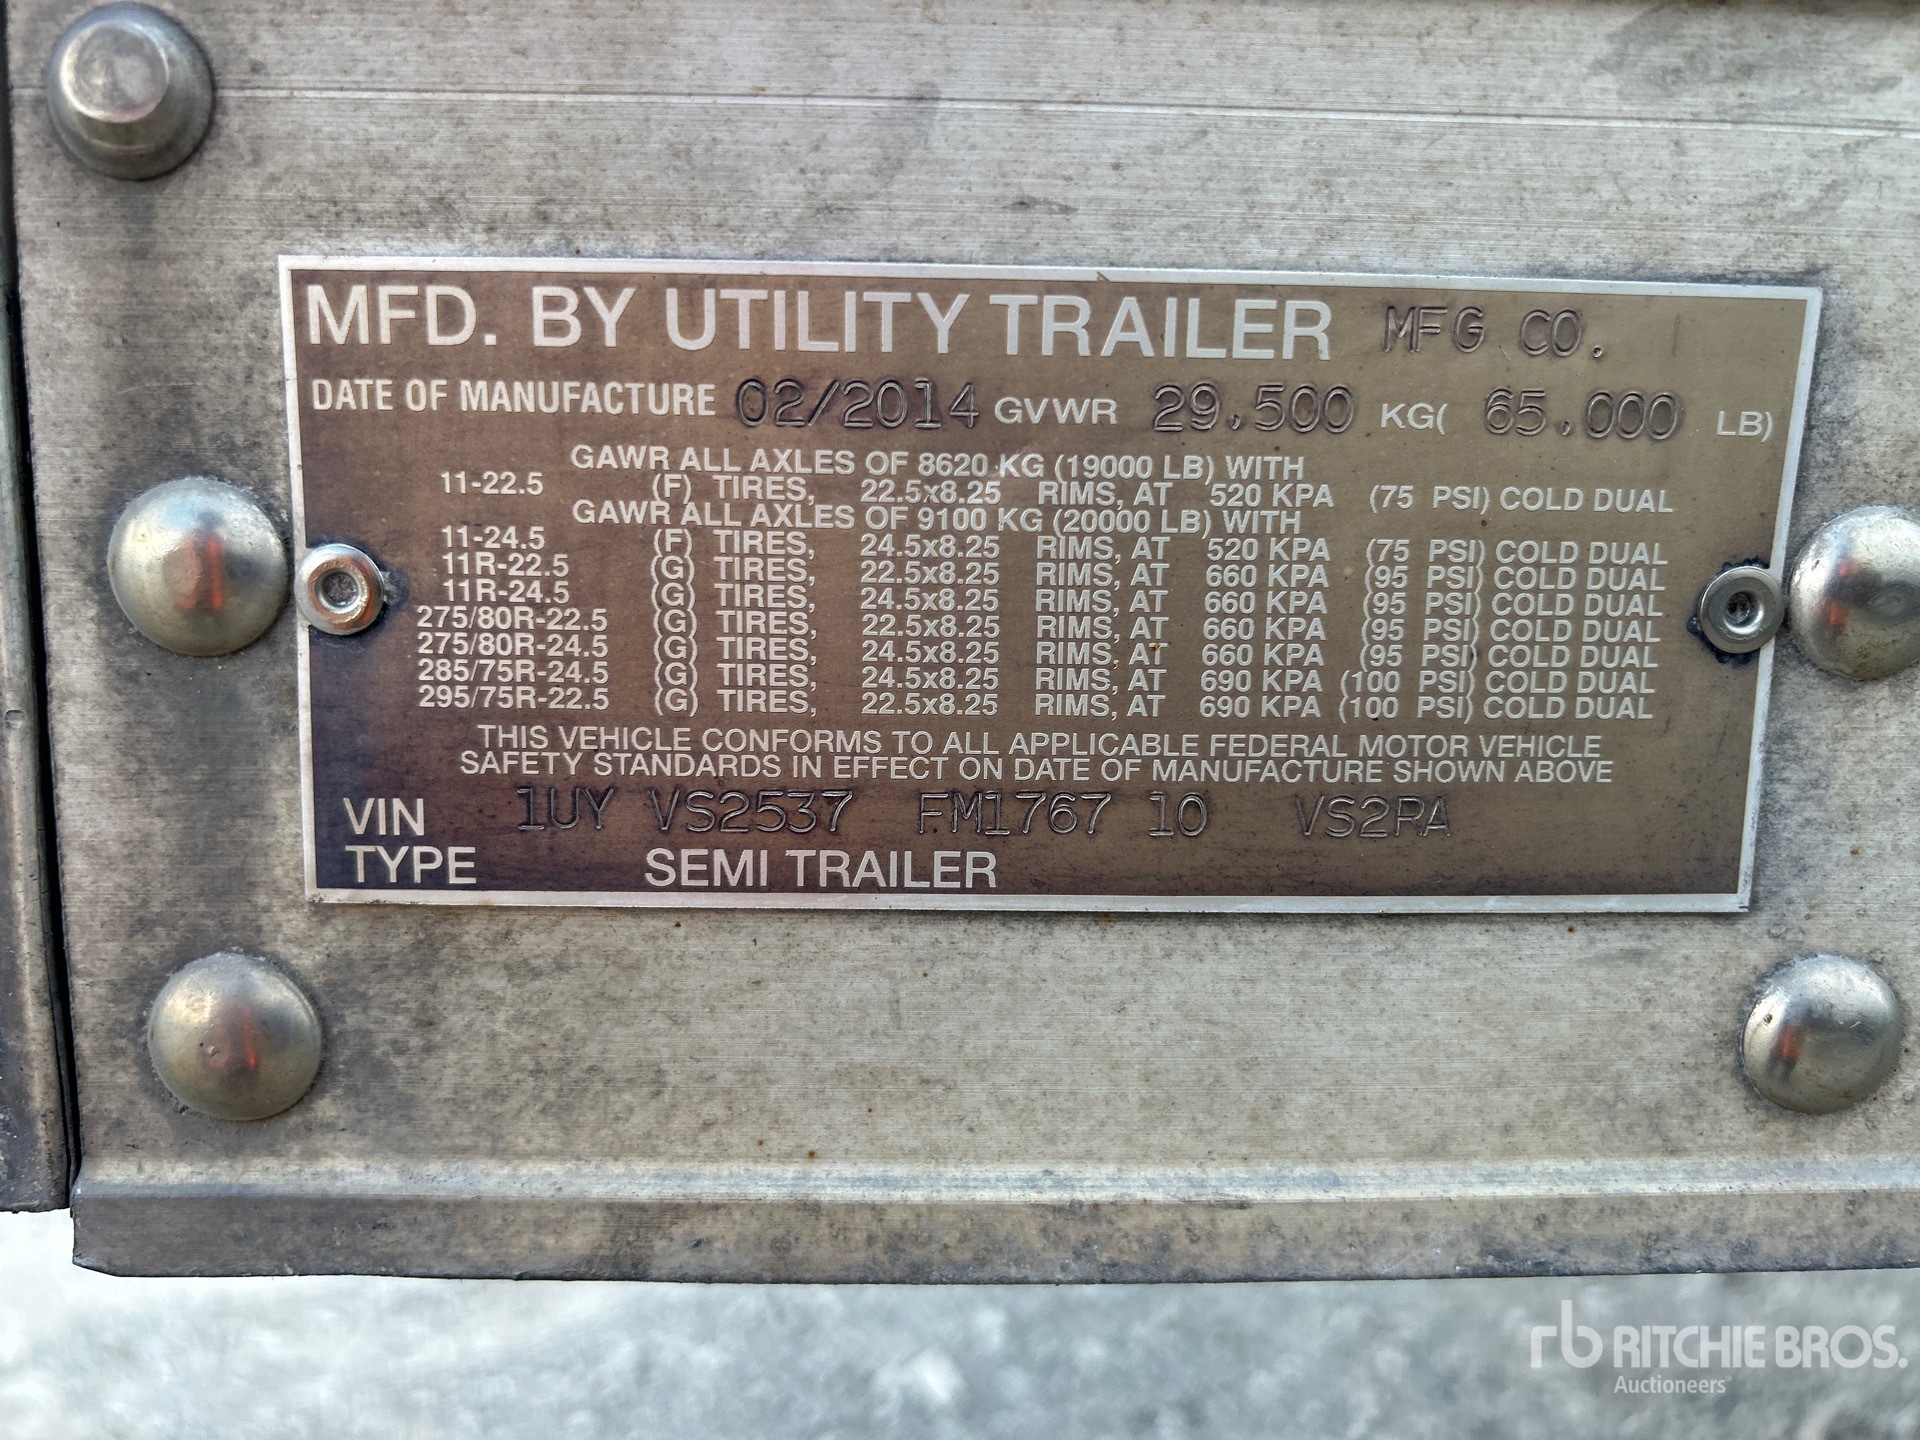 MFD. BY UTILITY TRAILER MFG CO.
DATE OF MANUFACTURE 02/2014 GVWR 29,500 KG( 65,000 LB)
GAWR ALL AXLES OF 8620 KG (19000 LB) WITH
11-22.5 (F) TIRES, 22.5x8.25 RIMS, AT 520 KPA (75 PSI) COLD DUAL
GAWR ALL AXLES OF 9100 KG (20000 LB) WITH
11-24.5 (F) TIRES, 24.5x8.25 RIMS, AT 520 KPA (75 PSI) COLD DUAL
11R-22.5 (G) TIRES, 22.5x8.25 RIMS, AT 660 KPA (95 PSI) COLD DUAL
11R-24.5 (G) TIRES, 24.5x8.25 RIMS, AT 660 KPA (95 PSI) COLD DUAL
275/80R-22.5 (G) TIRES, 22.5x8.25 RIMS, AT 660 KPA (95 PSI) COLD DUAL
275/80R-24.5 (G) TIRES, 24.5x8.25 RIMS, AT 660 KPA (95 PSI) COLD DUAL
285/75R-24.5 (G) TIRES, 24.5x8.25 RIMS, AT 690 KPA (100 PSI) COLD DUAL
295/75R-22.5 (G) TIRES, 22.5x8.25 RIMS, AT 690 KPA (100 PSI) COLD DUAL
THIS VEHICLE CONFORMS TO ALL APPLICABLE FEDERAL MOTOR VEHICLE
SAFETY STANDARDS IN EFFECT ON DATE OF MANUFACTURE SHOWN ABOVE
VIN 1UY VS2537 FM1767 10 VS2RA
TYPE SEMI TRAILER
rb RITCHIE BROS.
Auctioneers